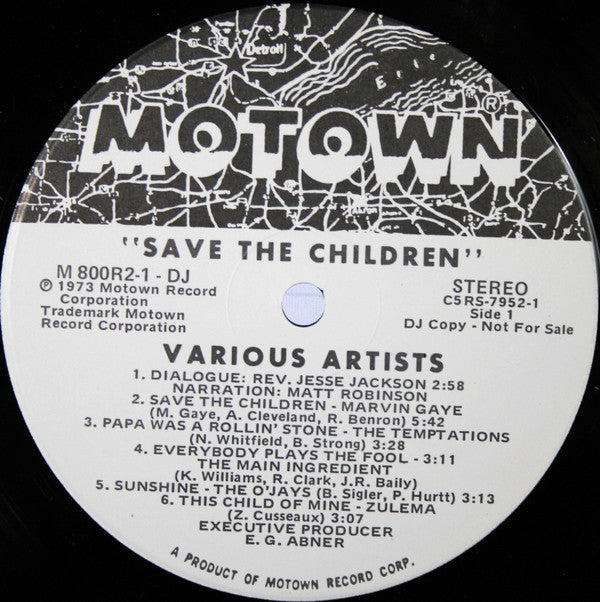 Detroit
Erie
MOTOWN®
Akron
"SAVE THE CHILDREN"
M 800R2-1 - DJ
℗ 1973 Motown Record
Corporation
Trademark Motown
Record Corporation
STEREO
C5RS-7952-1
Side 1
DJ Copy - Not For Sale
VARIOUS ARTISTS
1. DIALOGUE: REV. JESSE JACKSON 2:58
NARRATION: MATT ROBINSON
2. SAVE THE CHILDREN - MARVIN GAYE
(M. Gaye, A. Cleveland, R. Benron) 5:42
3. PAPA WAS A ROLLIN' STONE - THE TEMPTATIONS
(N. Whitfield, B. Strong) 3:28
4. EVERYBODY PLAYS THE FOOL - 3:11
THE MAIN INGREDIENT
(K. Williams, R. Clark, J.R. Baily)
5. SUNSHINE - THE O'JAYS (B. Sigler, P. Hurtt) 3:13
6. THIS CHILD OF MINE - ZULEMA
(Z. Cusseaux) 3:07
EXECUTIVE PRODUCER
E. G. ABNER
A PRODUCT OF MOTOWN RECORD CORP.